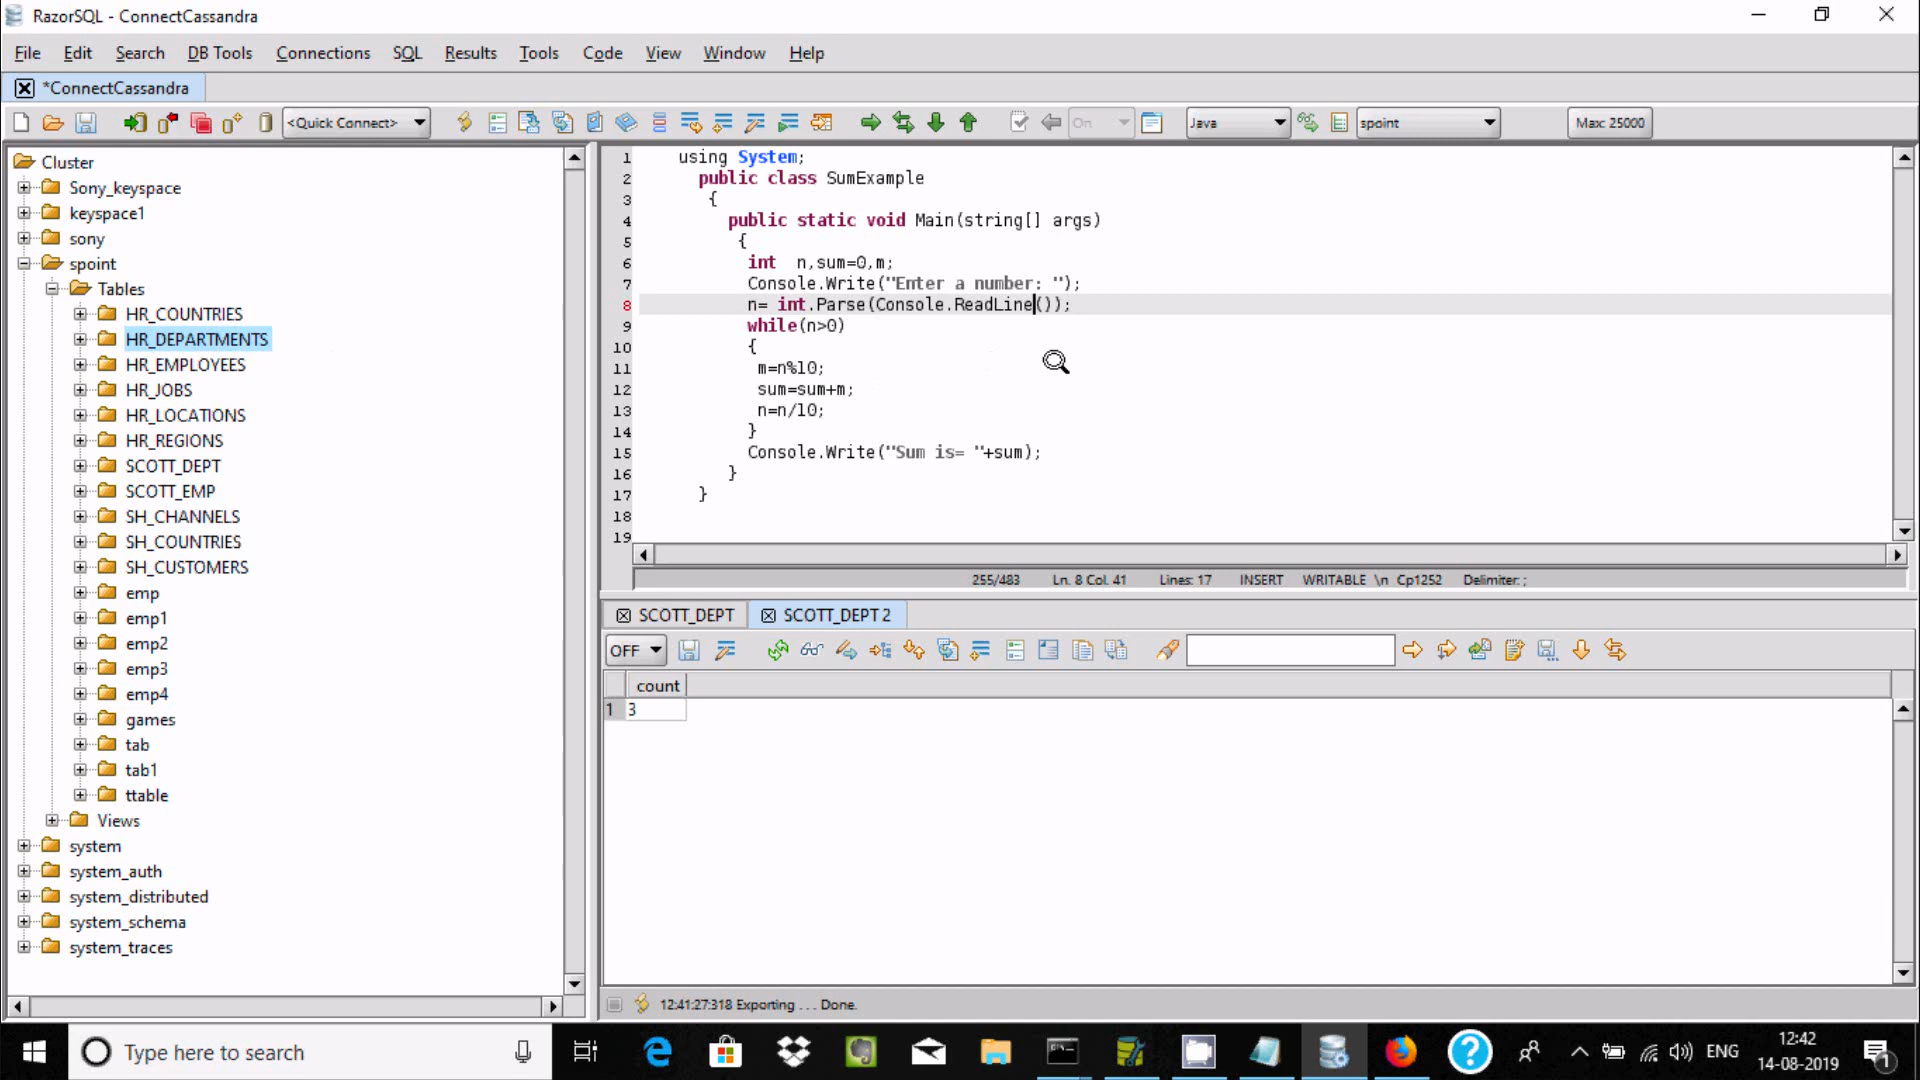 RazorSQL - ConnectCassandra
File Edit Search DB Tools Connections SQL Results Tools Code View Window Help
*ConnectCassandra
<Quick Connect> On Java spoint Max: 25000
Cluster
Sony_keyspace
keyspace1
sony
spoint
Tables
HR_COUNTRIES
HR_DEPARTMENTS
HR_EMPLOYEES
HR_JOBS
HR_LOCATIONS
HR_REGIONS
SCOTT_DEPT
SCOTT_EMP
SH_CHANNELS
SH_COUNTRIES
SH_CUSTOMERS
emp
emp1
emp2
emp3
emp4
games
tab
tab1
ttable
Views
system
system_auth
system_distributed
system_schema
system_traces
1 using System;
2 public class SumExample
3 {
4 public static void Main(string[] args)
5 {
6 int n,sum=0,m;
7 Console.Write("Enter a number: ");
8 n= int.Parse(Console.ReadLine());
9 while(n>0)
10 {
11 m=n%10;
12 sum=sum+m;
13 n=n/10;
14 }
15 Console.Write("Sum is= "+sum);
16 }
17 }
18
19
255/483 Ln. 8 Col. 41 Lines: 17 INSERT WRITABLE \n Cp1252 Delimiter: ;
SCOTT_DEPT SCOTT_DEPT 2
OFF
count
1 3
12:41:27:318 Exporting . . . Done.
Type here to search
ENG
12:42
14-08-2019
1